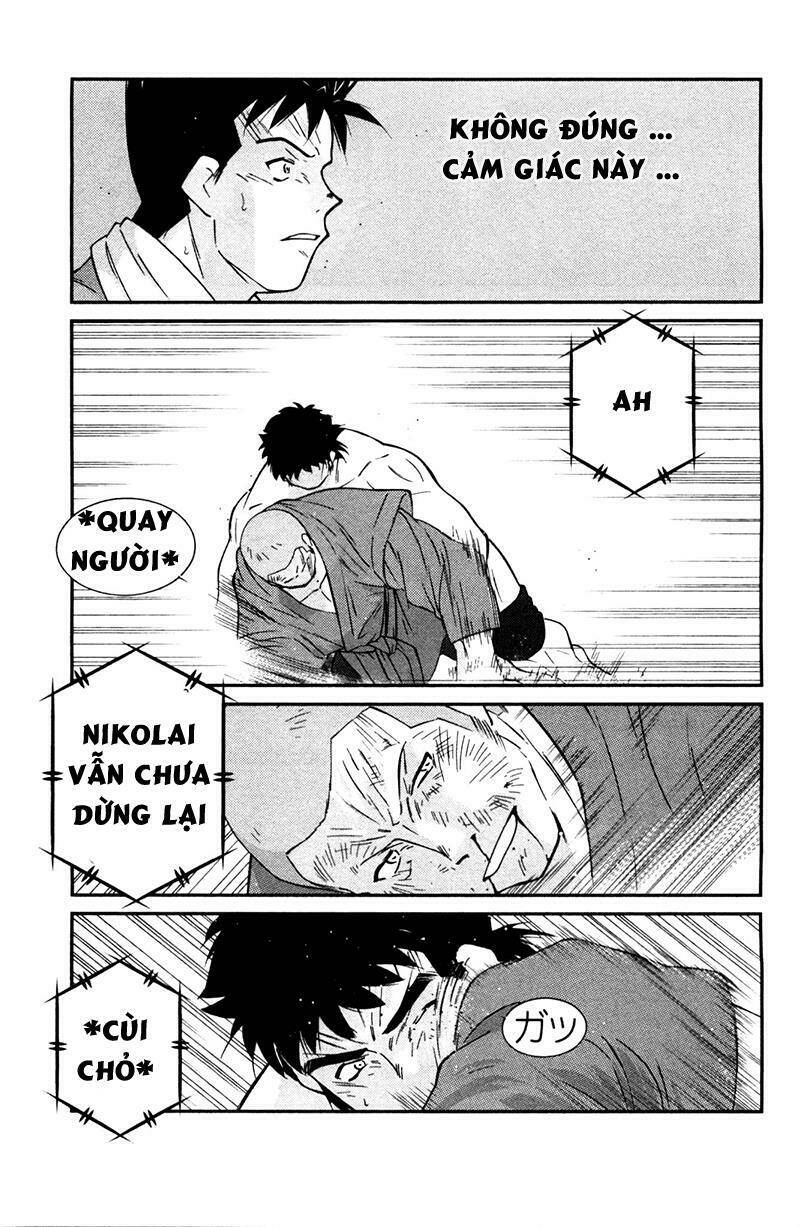 KHÔNG ĐÚNG ...
CẢM GIÁC NÀY ...
AH
*QUAY
NGƯỜI*
NIKOLAI
VẪN CHƯA
DỪNG LẠI
*CÙI
CHỎ*
ガッ